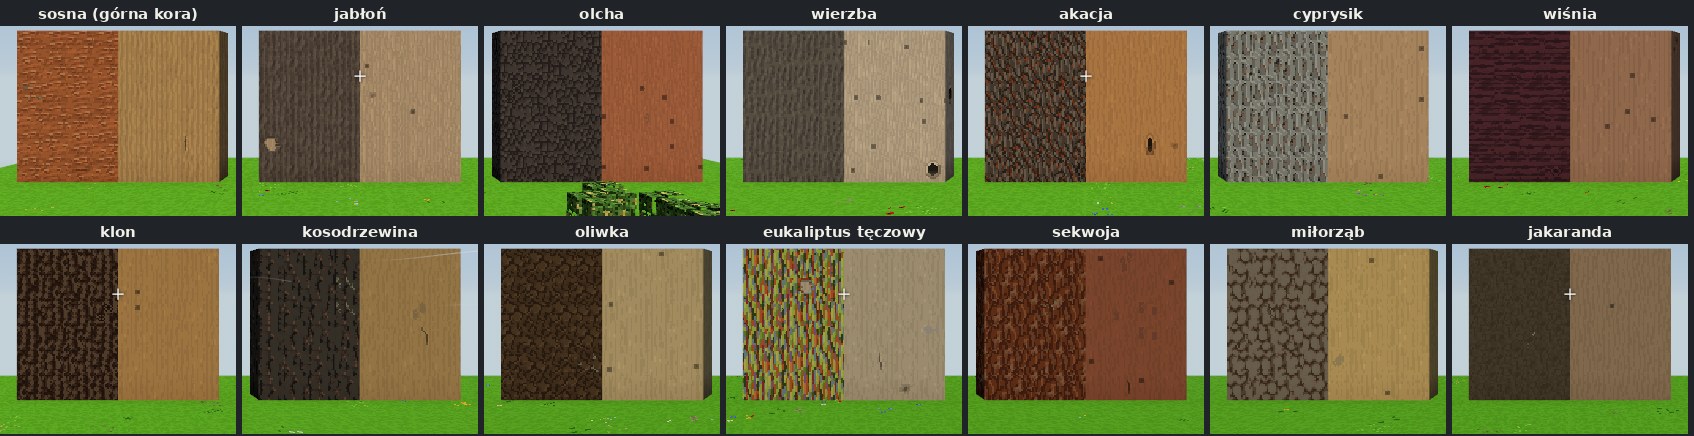 sosna (górna kora)
jabłoń
olcha
wierzba
akacja
cyprysik
wiśnia
klon
kosodrzewina
oliwka
eukaliptus tęczowy
sekwoja
miłorząb
jakaranda